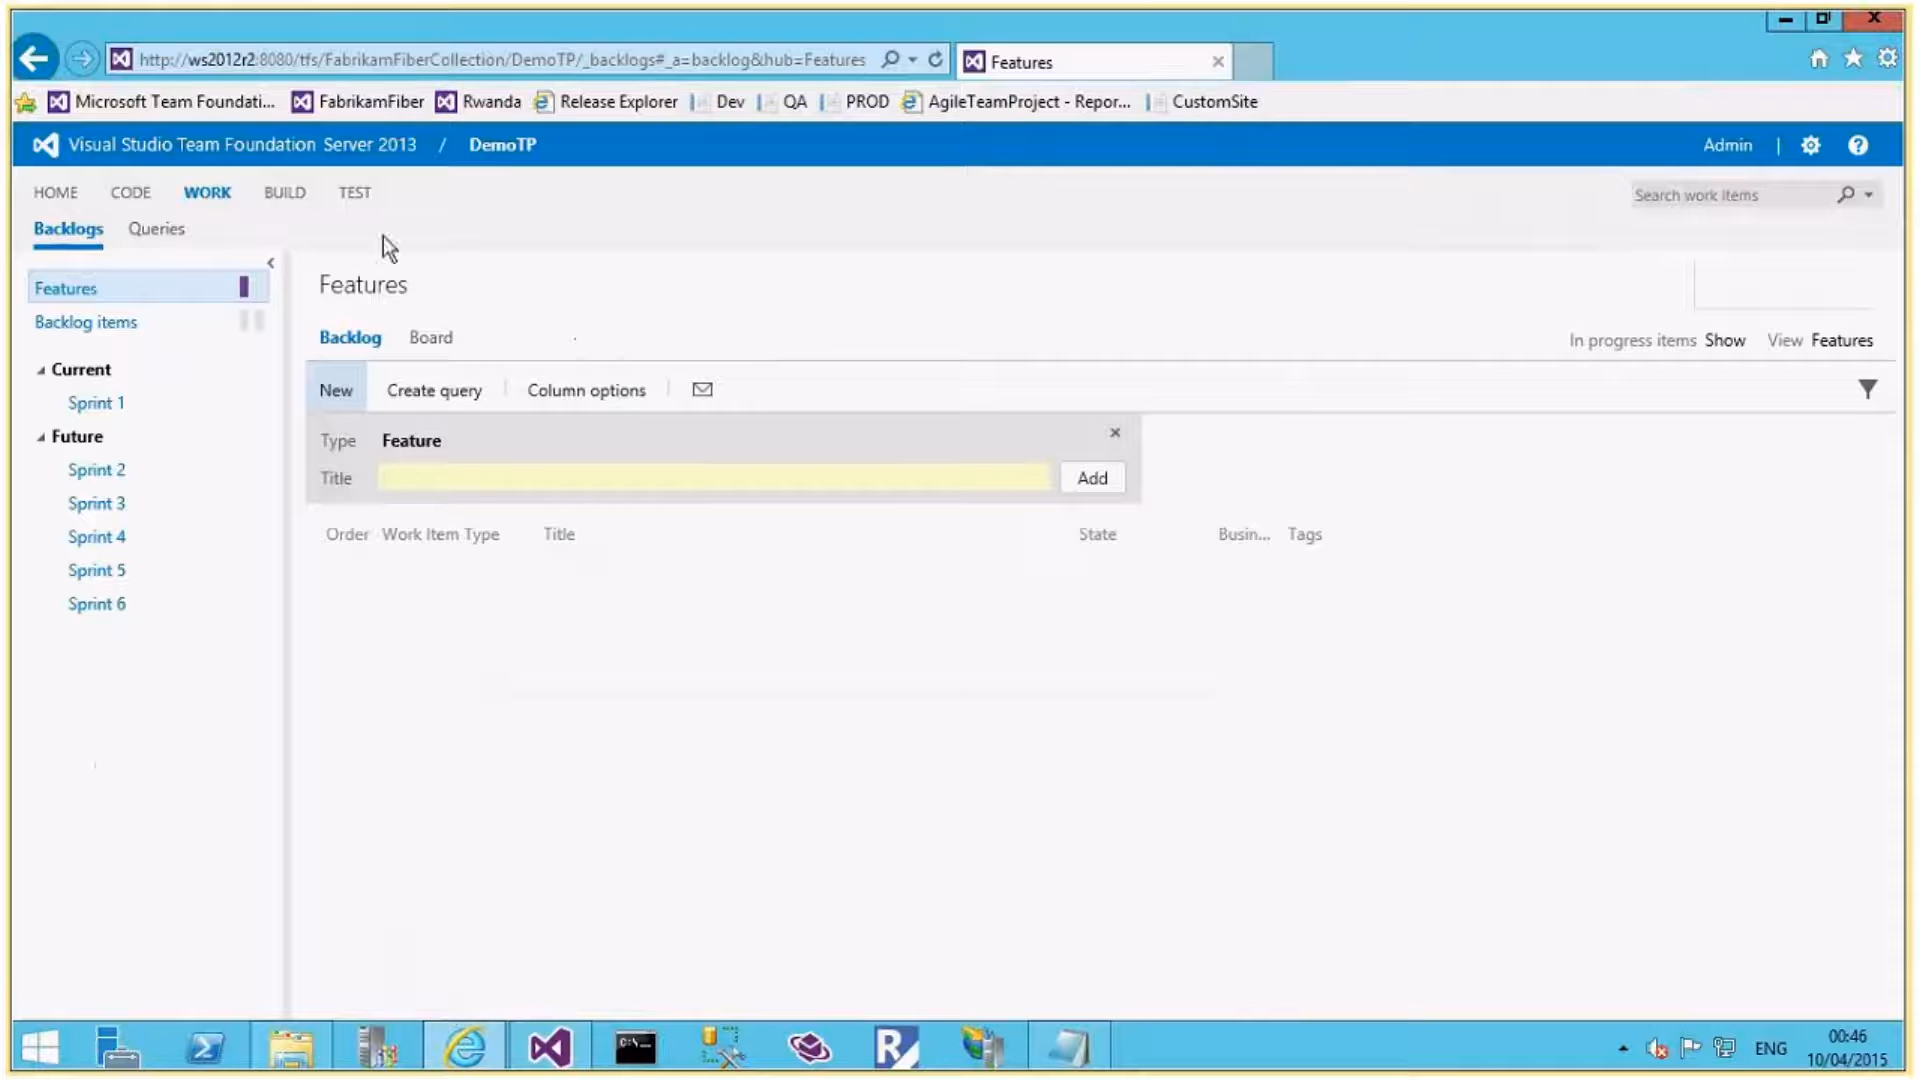 http://ws2012r2:8080/tfs/FabrikamFiberCollection/DemoTP/_backlogs#_a=backlog&hub=Features
Features
Microsoft Team Foundati...
FabrikamFiber
Rwanda
Release Explorer
Dev
QA
PROD
AgileTeamProject - Repor...
CustomSite
Visual Studio Team Foundation Server 2013 / DemoTP
Admin
HOME
CODE
WORK
BUILD
TEST
Search work items
Backlogs
Queries
Features
Backlog items
Current
Sprint 1
Future
Sprint 2
Sprint 3
Sprint 4
Sprint 5
Sprint 6
Features
Backlog
Board
In progress items Show
View Features
New
Create query
Column options
Type Feature
Title
Add
Order
Work Item Type
Title
State
Busin...
Tags
C:\_
R
ENG
00:46
10/04/2015